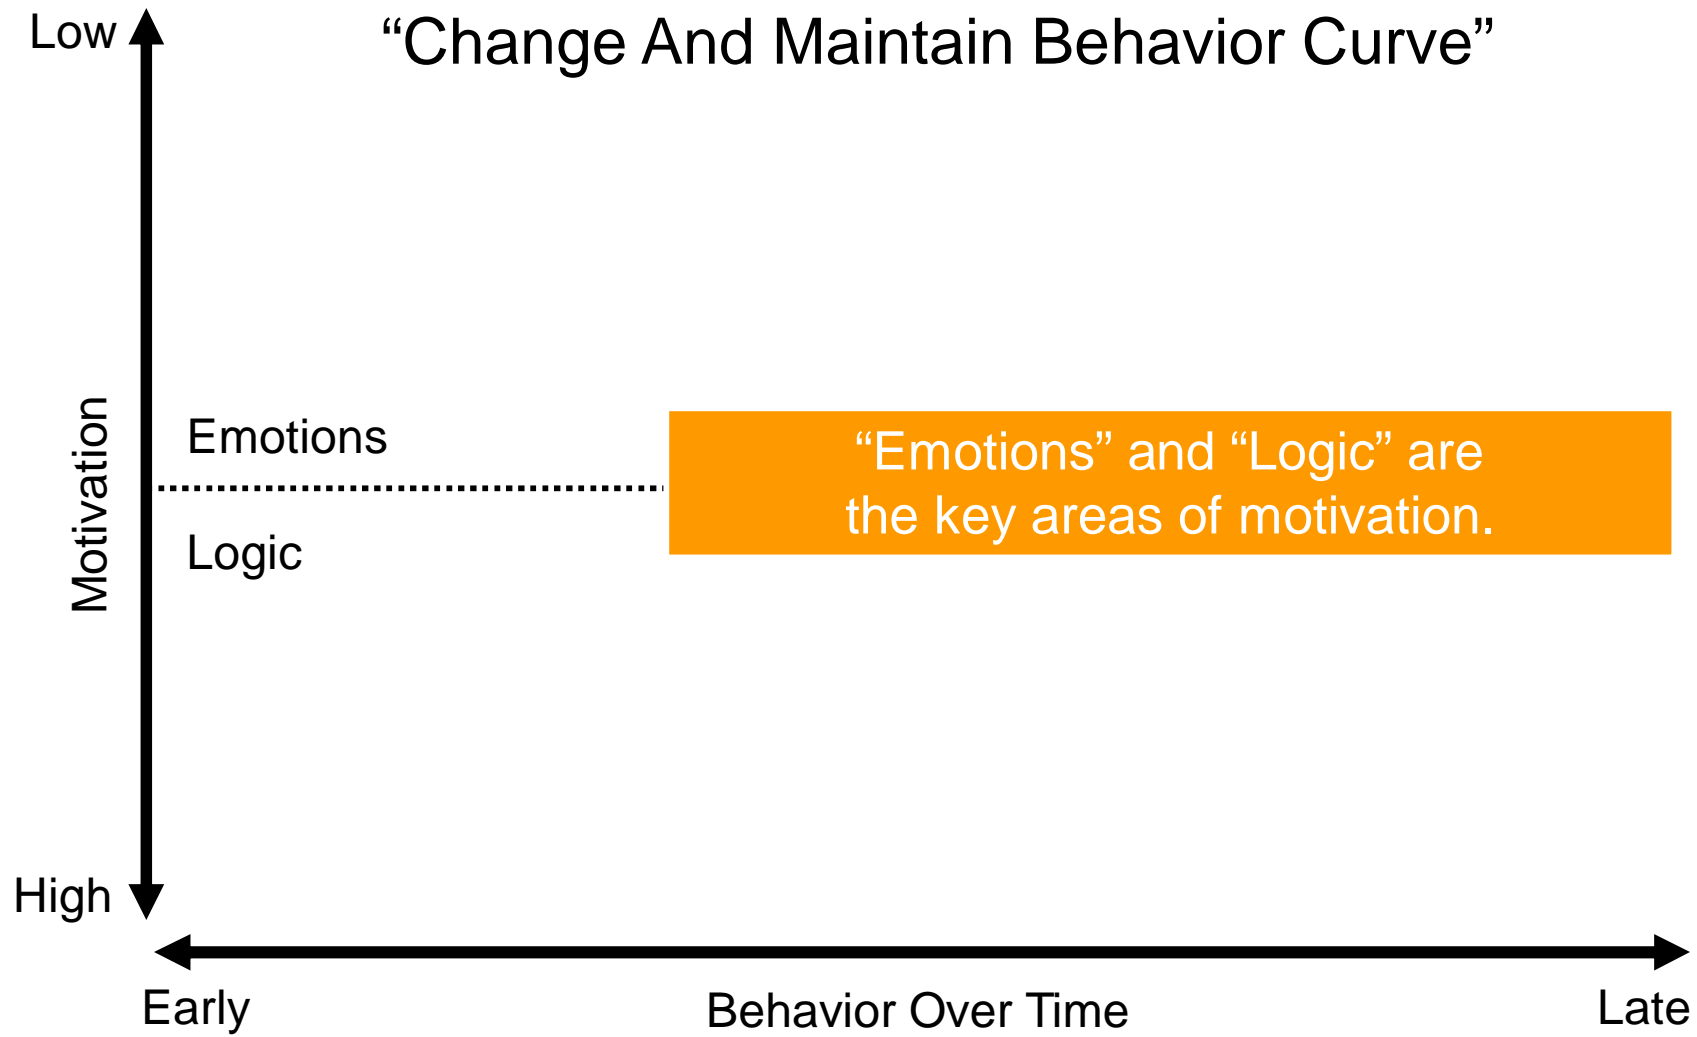 Low
“Change And Maintain Behavior Curve”
Motivation
Emotions
Logic
“Emotions” and “Logic” are
the key areas of motivation.
High
Early
Behavior Over Time
Late